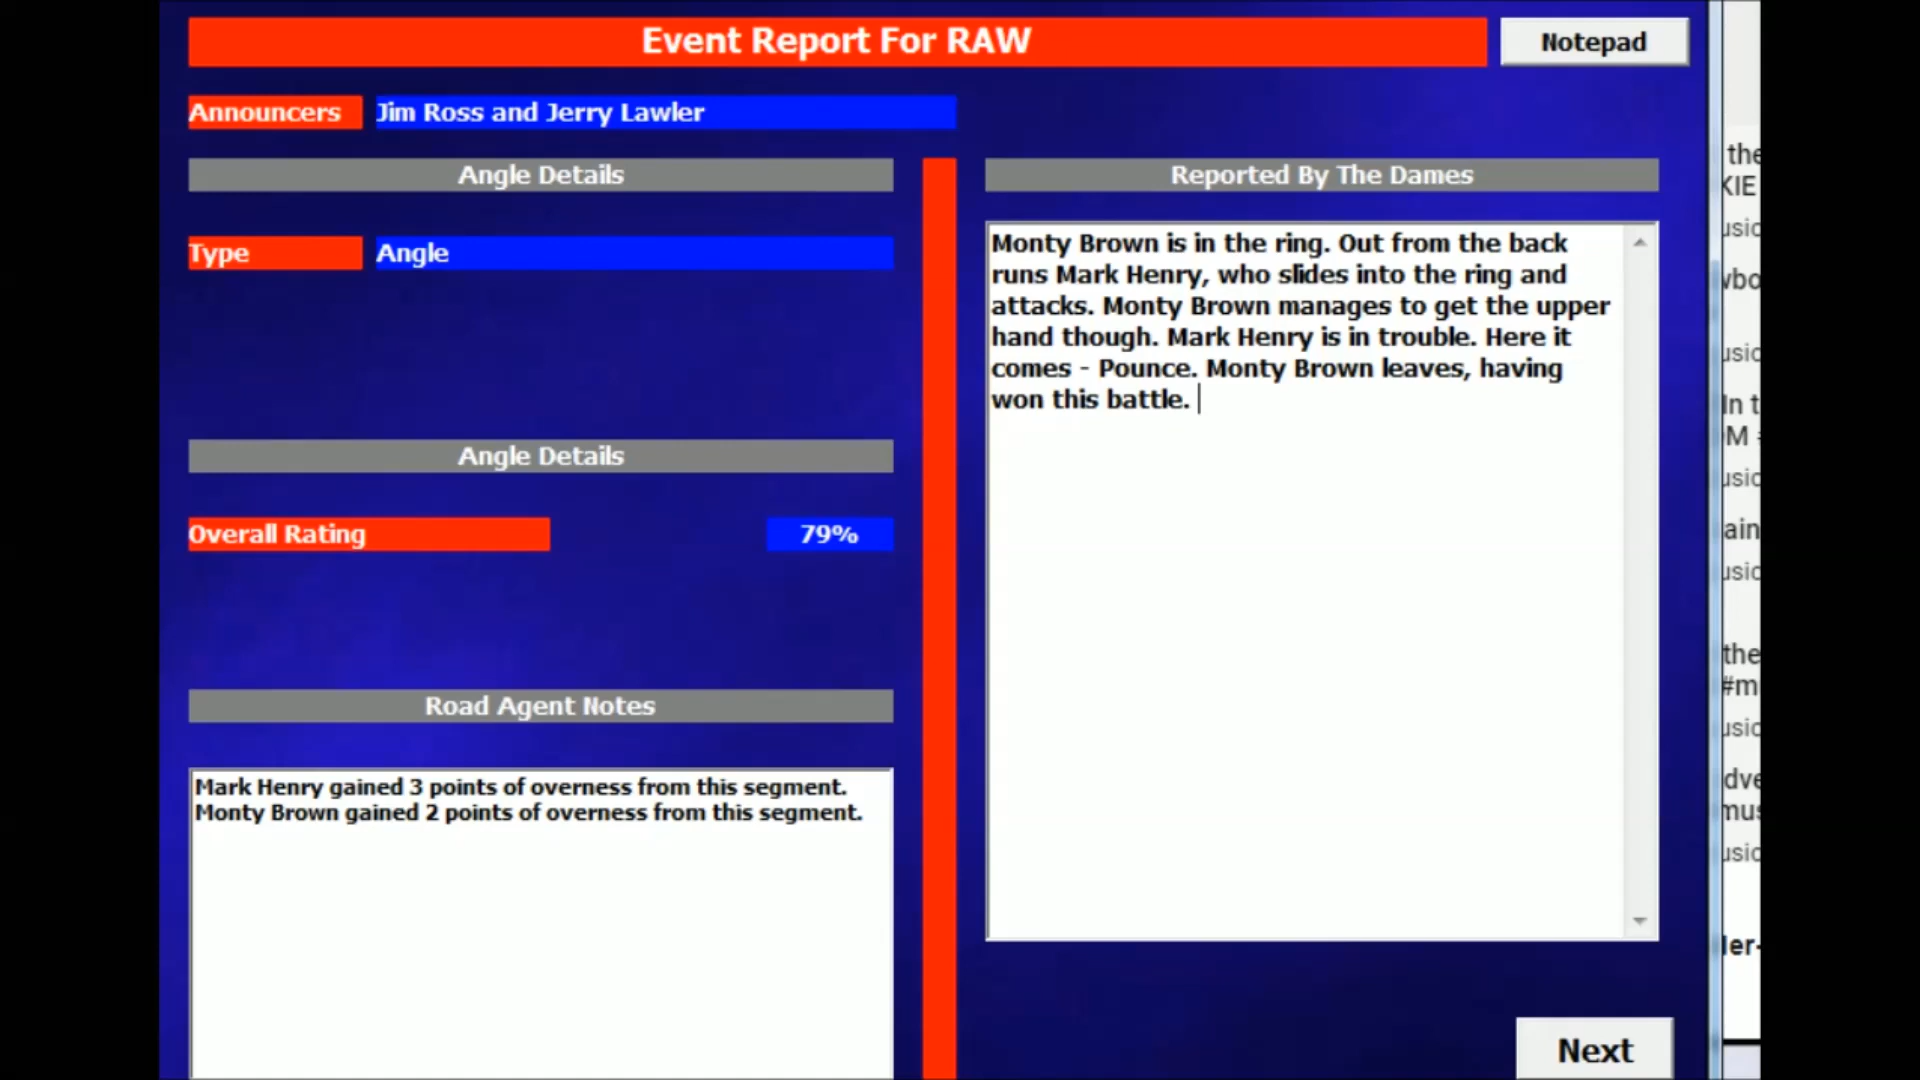 Event Report For RAW
Notepad
Announcers
Jim Ross and Jerry Lawler
Angle Details
Type
Angle
Angle Details
Overall Rating
79%
Road Agent Notes
Mark Henry gained 3 points of overness from this segment.
Monty Brown gained 2 points of overness from this segment.
Reported By The Dames
Monty Brown is in the ring. Out from the back
runs Mark Henry, who slides into the ring and
attacks. Monty Brown manages to get the upper
hand though. Mark Henry is in trouble. Here it
comes - Pounce. Monty Brown leaves, having
won this battle.
Next
the